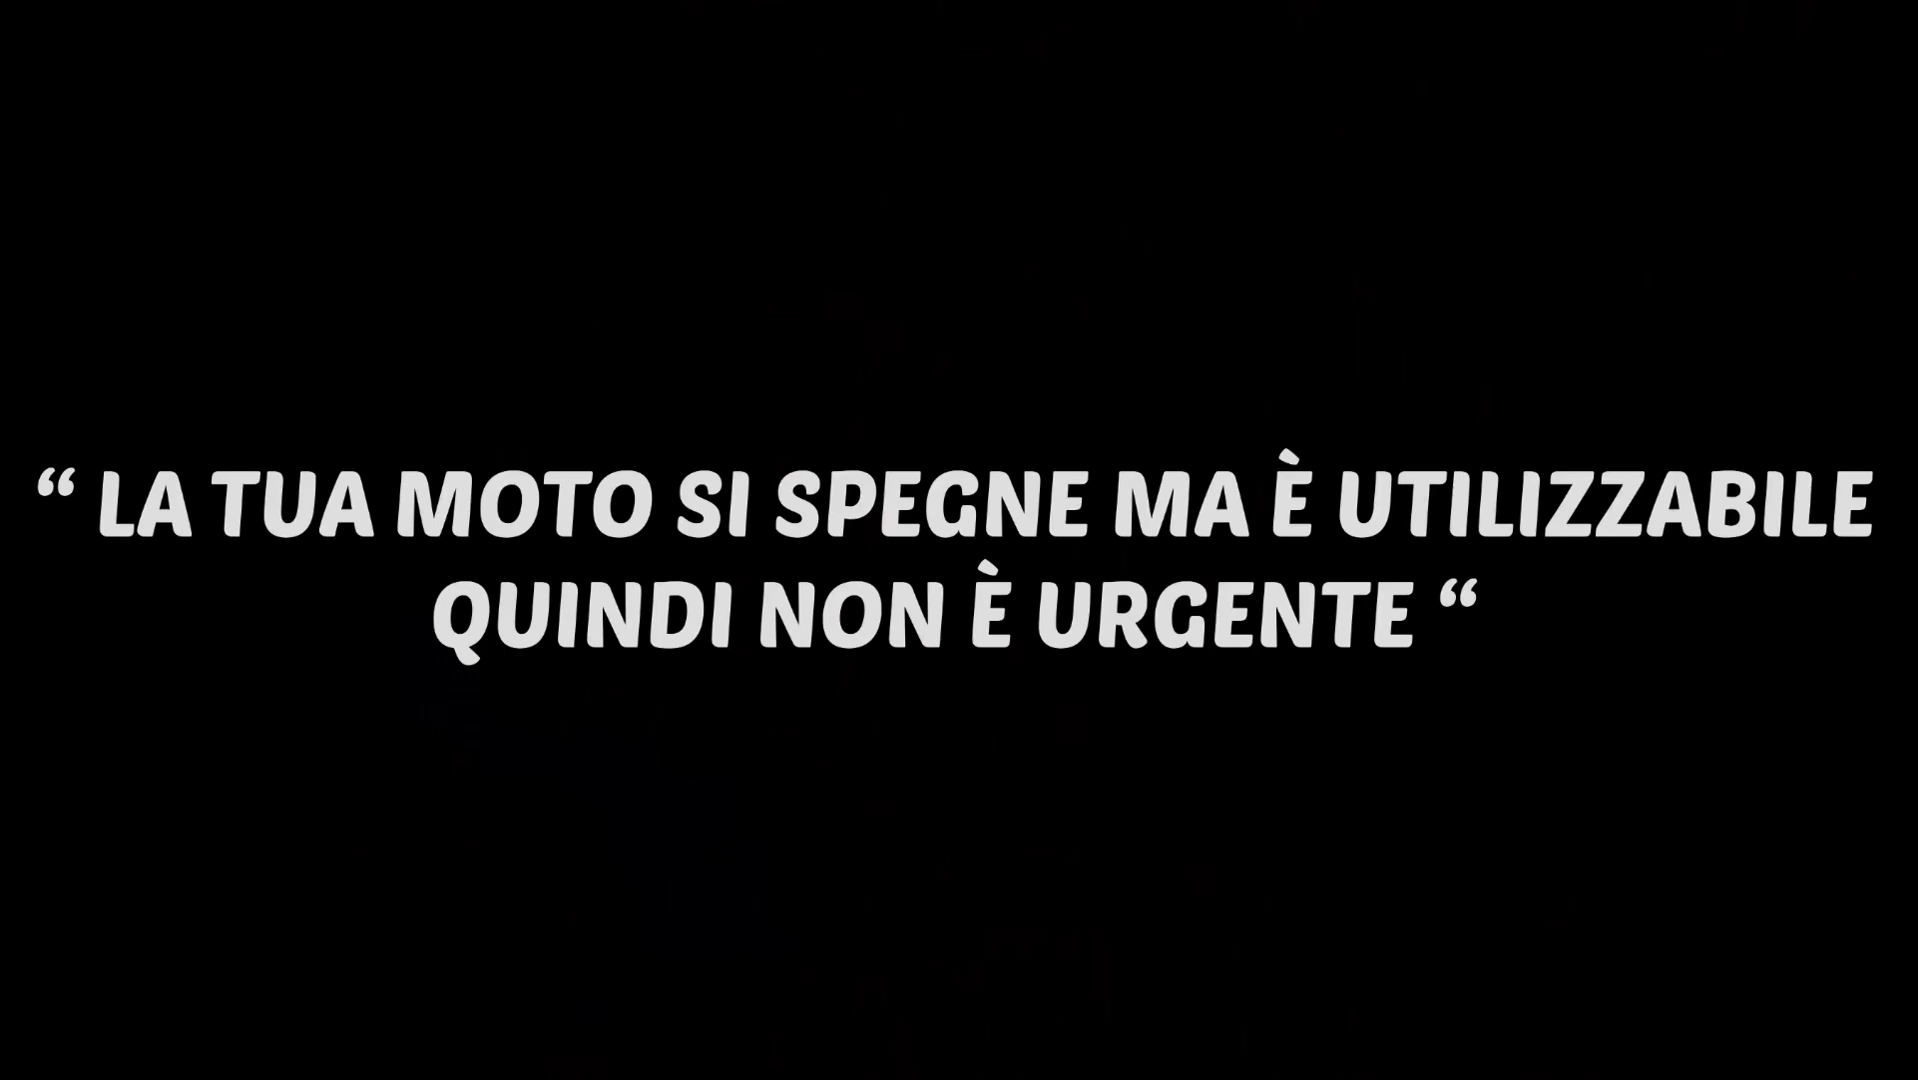 “ LA TUA MOTO SI SPEGNE MA È UTILIZZABILE
QUINDI NON È URGENTE “